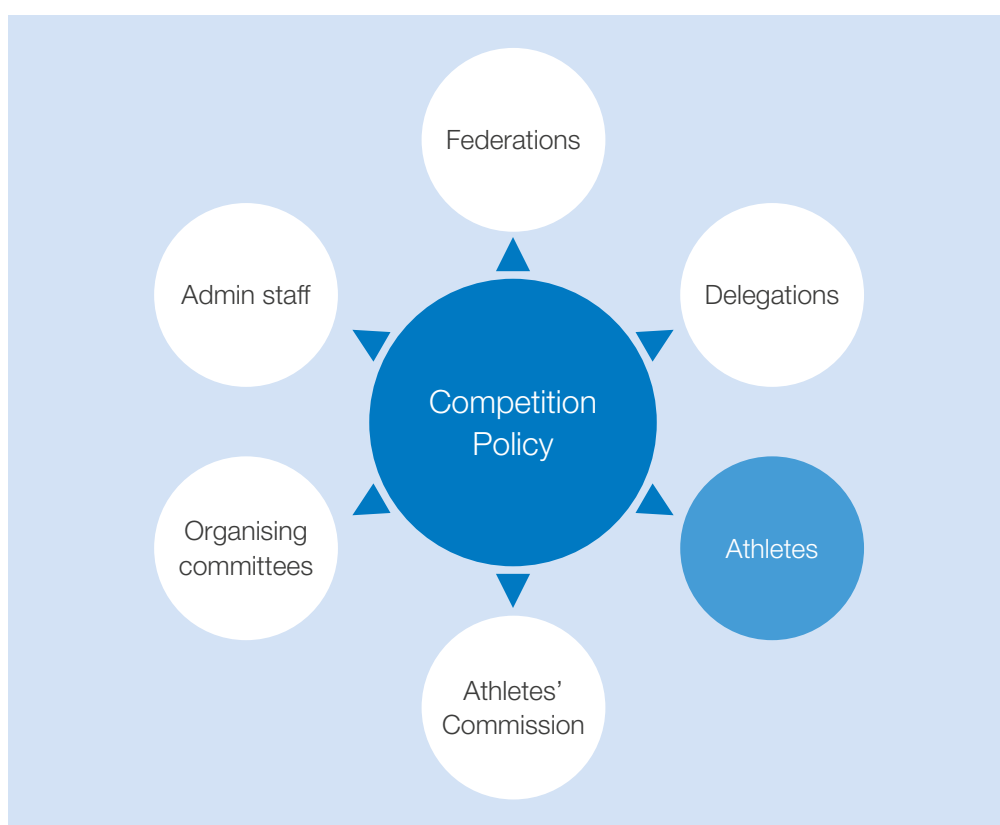 Federations
Admin staff
Delegations
Competition
Policy
Organising
committees
Athletes
Athletes’
Commission